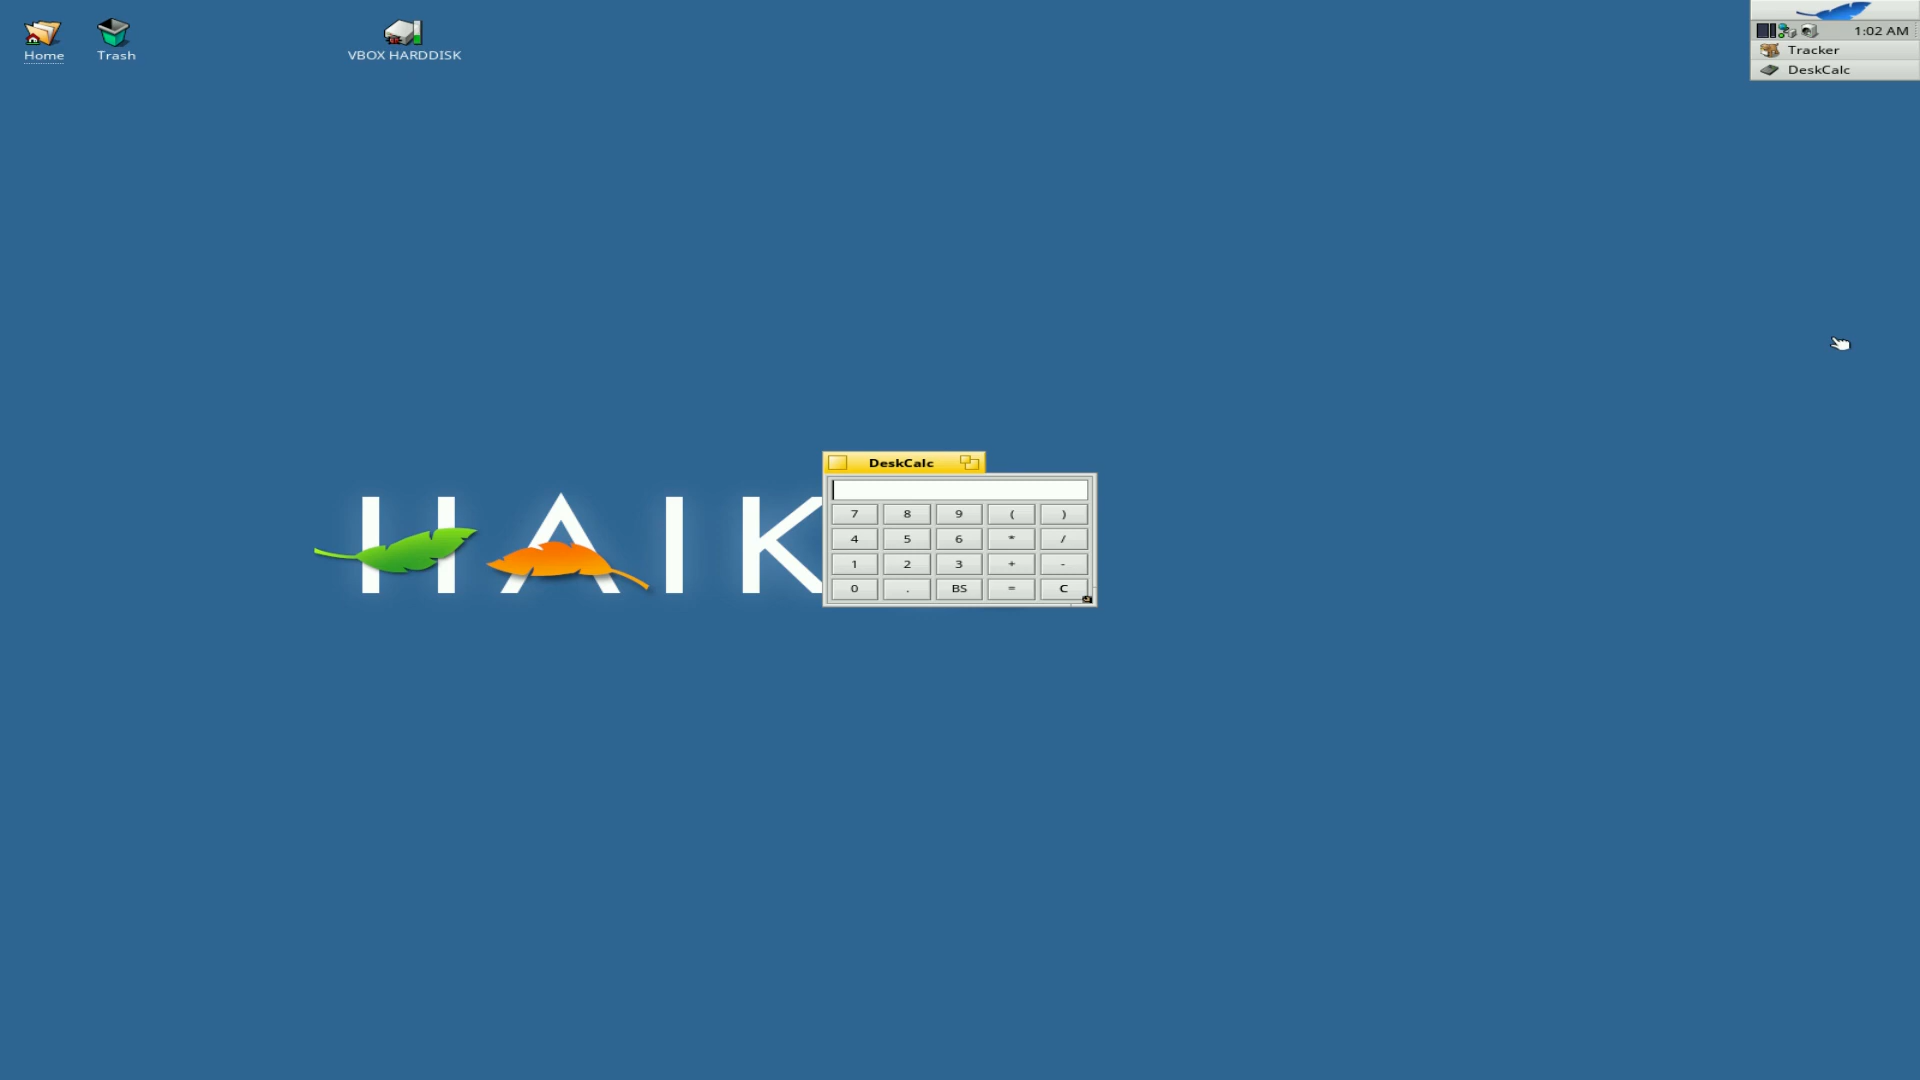 Home
Trash
VBOX HARDDISK
1:02 AM
Tracker
DeskCalc
HAIK
DeskCalc
7 8 9 ( )
4 5 6 * /
1 2 3 + -
0 . BS = C